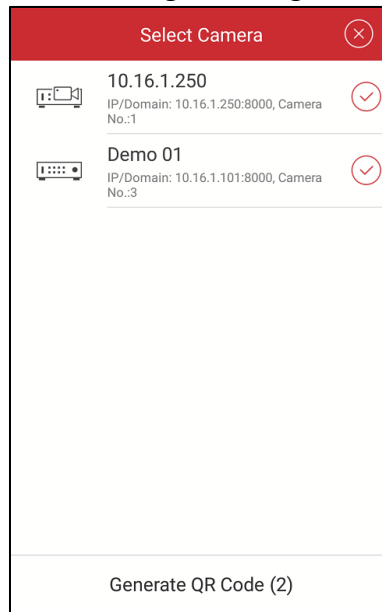 Select Camera
10.16.1.250
IP/Domain: 10.16.1.250:8000, Camera
No.:1
Demo 01
IP/Domain: 10.16.1.101:8000, Camera
No.:3
Generate QR Code (2)